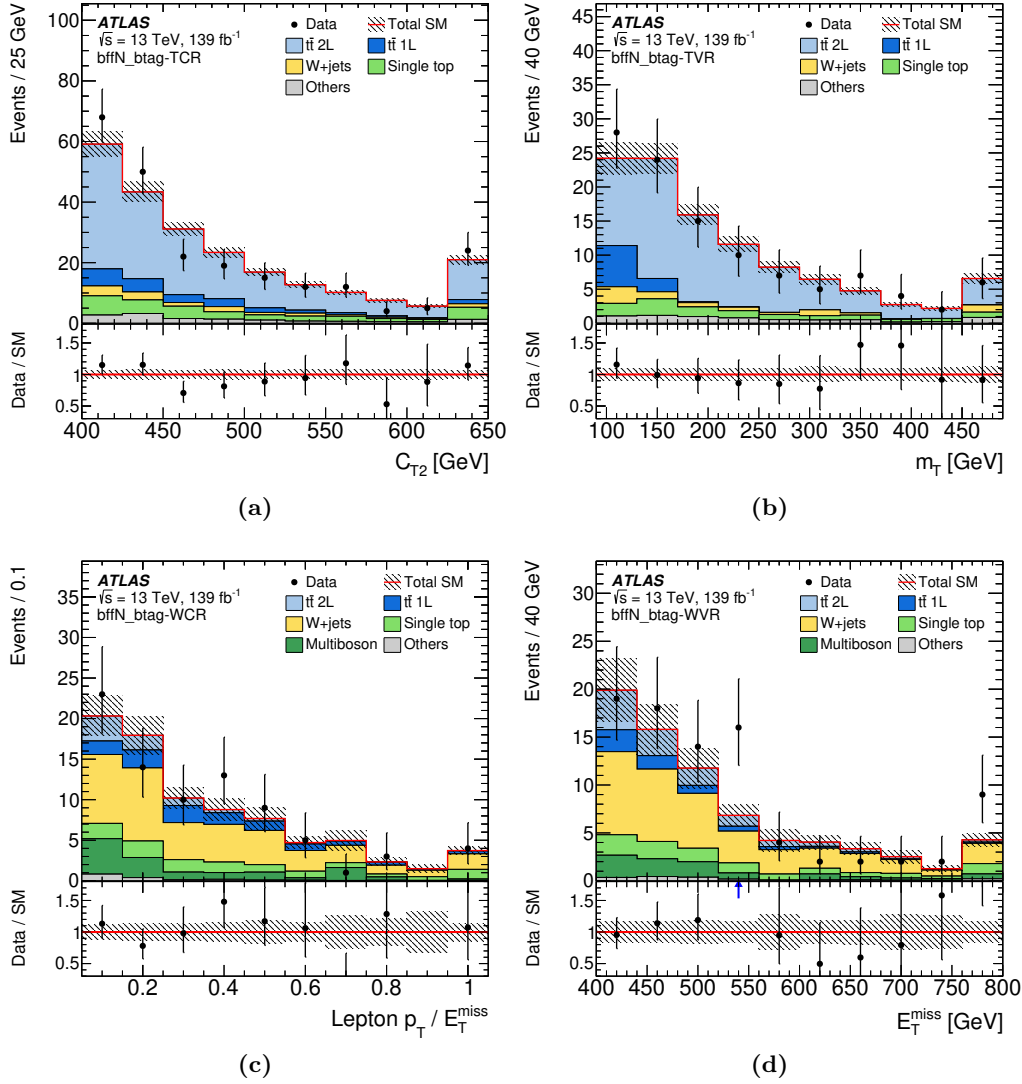 ATLAS
√s = 13 TeV, 139 fb⁻¹
bffN_btag-TCR
Data
Total SM
tt̄ 2L
tt̄ 1L
W+jets
Single top
Others
Events / 25 GeV
100
80
60
40
20
0
Data / SM
1.5
1
0.5
400 450 500 550 600 650
C_T2 [GeV]
(a)
ATLAS
√s = 13 TeV, 139 fb⁻¹
bffN_btag-TVR
Data
Total SM
tt̄ 2L
tt̄ 1L
W+jets
Single top
Others
Events / 40 GeV
45
40
35
30
25
20
15
10
5
0
Data / SM
1.5
1
0.5
100 150 200 250 300 350 400 450
m_T [GeV]
(b)
ATLAS
√s = 13 TeV, 139 fb⁻¹
bffN_btag-WCR
Data
Total SM
tt̄ 2L
tt̄ 1L
W+jets
Single top
Multiboson
Others
Events / 0.1
35
30
25
20
15
10
5
0
Data / SM
1.5
1
0.5
0.2 0.4 0.6 0.8 1
Lepton p_T / E_T^miss
(c)
ATLAS
√s = 13 TeV, 139 fb⁻¹
bffN_btag-WVR
Data
Total SM
tt̄ 2L
tt̄ 1L
W+jets
Single top
Multiboson
Others
Events / 40 GeV
30
25
20
15
10
5
0
Data / SM
1.5
1
0.5
400 450 500 550 600 650 700 750 800
E_T^miss [GeV]
(d)